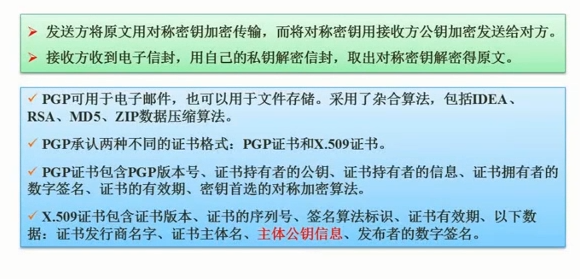 ➢ 发送方将原文用对称密钥加密传输，而将对称密钥用接收方公钥加密发送给对方。
➢ 接收方收到电子信封，用自己的私钥解密信封，取出对称密钥解密得原文。
✓ PGP可用于电子邮件，也可以用于文件存储。采用了杂合算法，包括IDEA、
RSA、MD5、ZIP数据压缩算法。
✓ PGP承认两种不同的证书格式：PGP证书和X.509证书。
✓ PGP证书包含PGP版本号、证书持有者的公钥、证书持有者的信息、证书拥有者的
数字签名、证书的有效期、密钥首选的对称加密算法。
✓ X.509证书包含证书版本、证书的序列号、签名算法标识、证书有效期、以下数
据：证书发行商名字、证书主体名、主体公钥信息、发布者的数字签名。